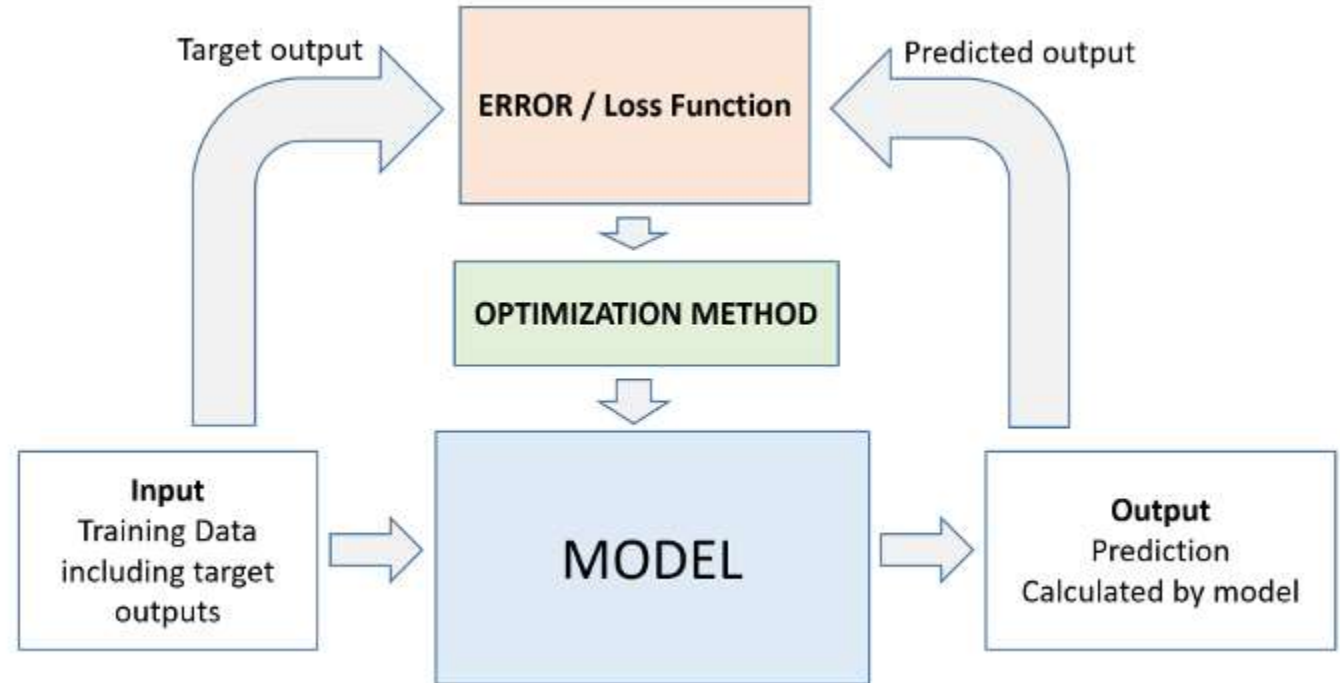 Target output
Predicted output
ERROR / Loss Function
OPTIMIZATION METHOD
Input
Training Data
including target
outputs
MODEL
Output
Prediction
Calculated by model